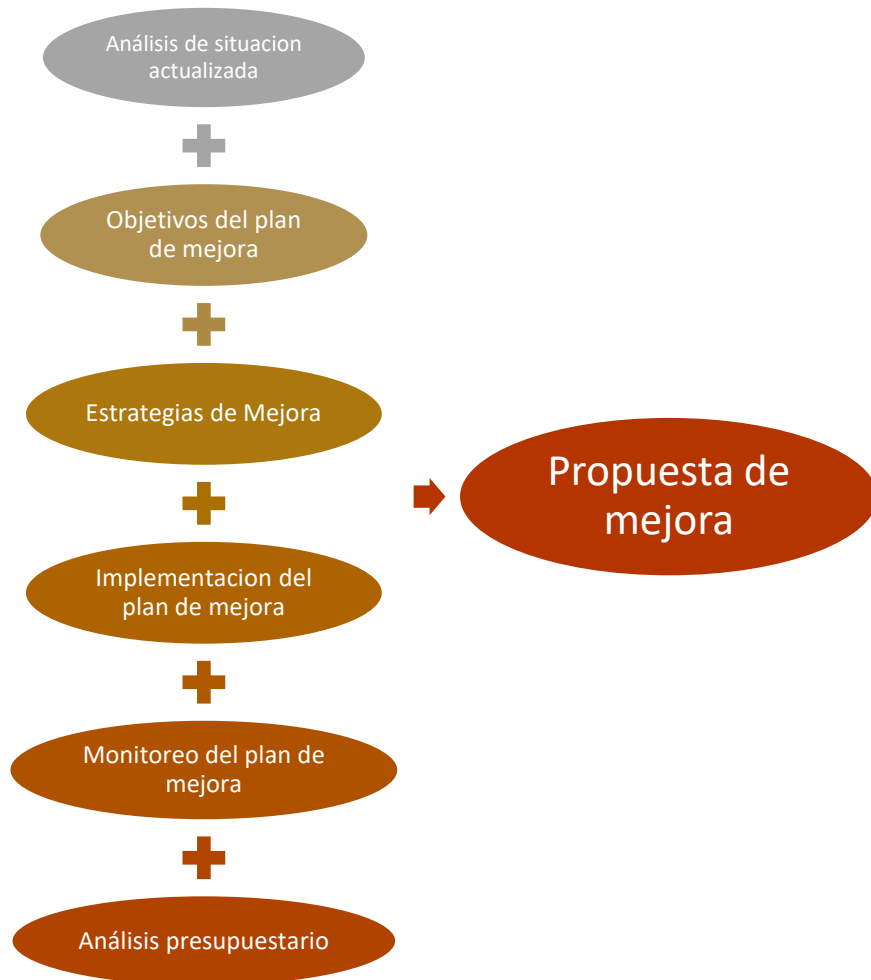 Análisis de situacion
actualizada
Objetivos del plan
de mejora
Estrategias de Mejora
Implementacion del
plan de mejora
Monitoreo del plan de
mejora
Análisis presupuestario
Propuesta de
mejora